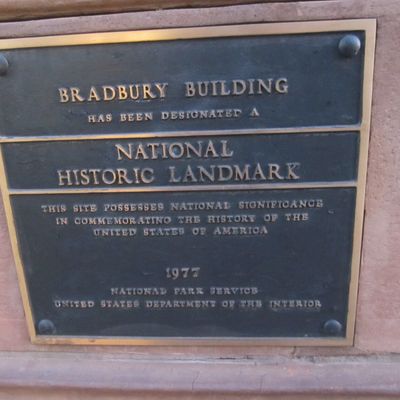 BRADBURY BUILDING
HAS BEEN DESIGNATED A
NATIONAL
HISTORIC LANDMARK
THIS SITE POSSESSES NATIONAL SIGNIFICANCE
IN COMMEMORATING THE HISTORY OF THE
UNITED STATES OF AMERICA
1977
NATIONAL PARK SERVICE
UNITED STATES DEPARTMENT OF THE INTERIOR